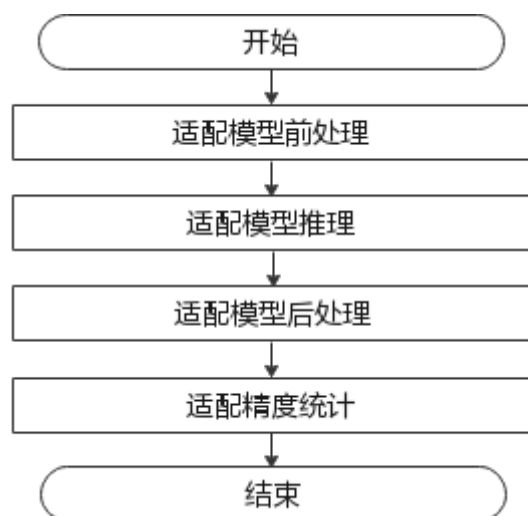 开始
适配模型前处理
适配模型推理
适配模型后处理
适配精度统计
结束